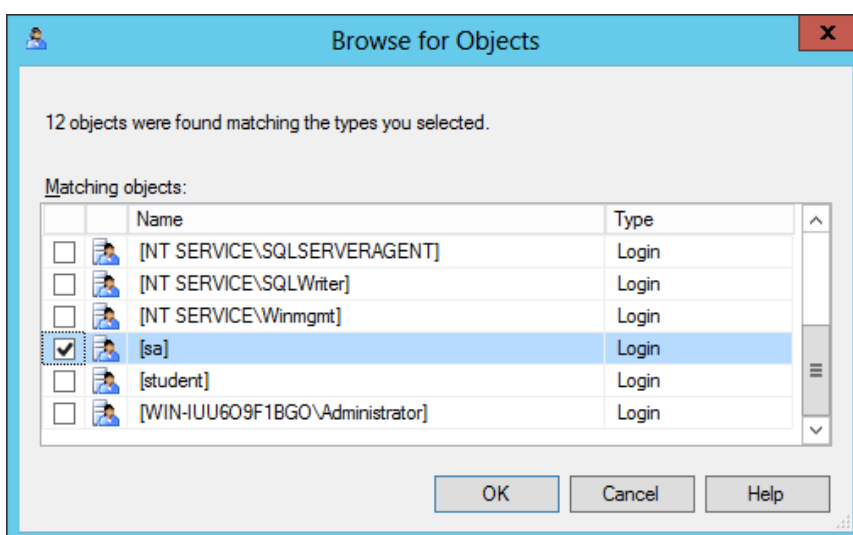 Browse for Objects
x
12 objects were found matching the types you selected.
Matching objects:
Name Type
[NT SERVICE\SQLSERVERAGENT] Login
[NT SERVICE\SQLWriter] Login
[NT SERVICE\Winmgmt] Login
[sa] Login
[student] Login
[WIN-IUU6O9F1BGO\Administrator] Login
OK Cancel Help